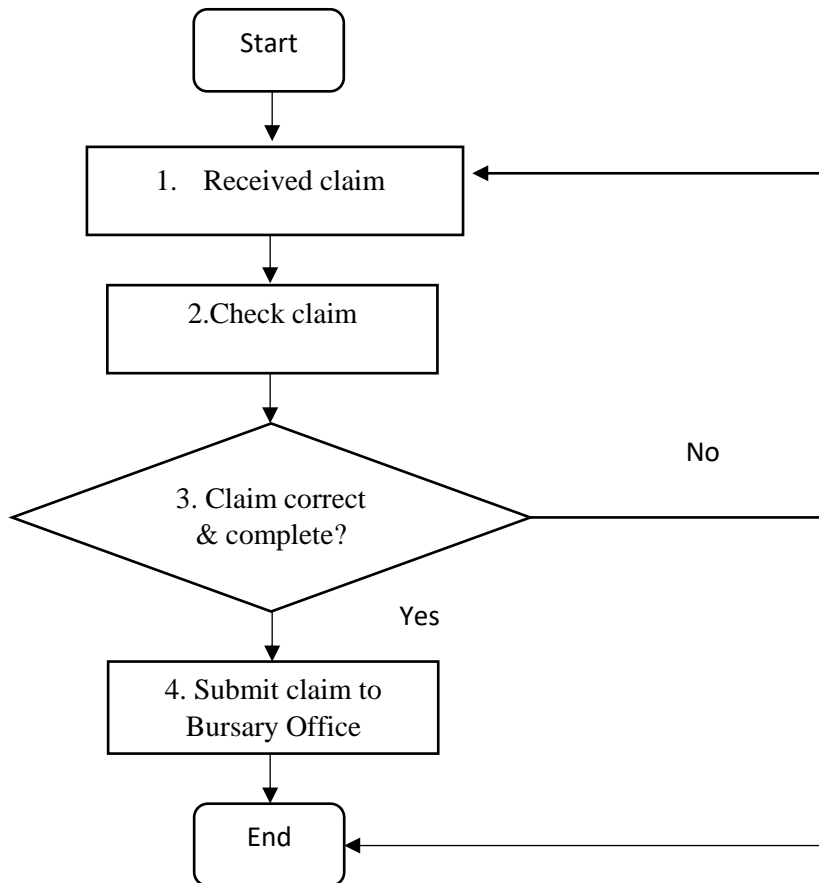 Start
1. Received claim
2.Check claim
No
3. Claim correct
& complete?
Yes
4. Submit claim to
Bursary Office
End